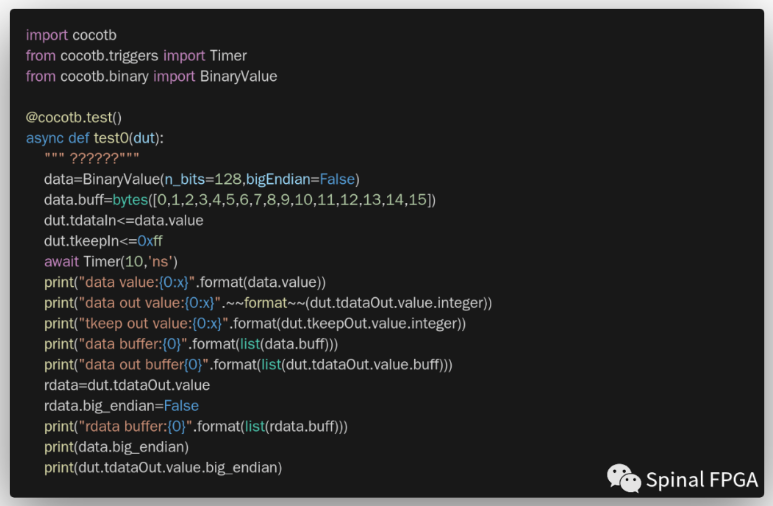 import cocotb
from cocotb.triggers import Timer
from cocotb.binary import BinaryValue
@cocotb.test()
async def test0(dut):
""" ??????"""
data=BinaryValue(n_bits=128,bigEndian=False)
data.buff=bytes([0,1,2,3,4,5,6,7,8,9,10,11,12,13,14,15])
dut.tdataIn<=data.value
dut.tkeepIn<=0xff
await Timer(10,'ns')
print("data value:{0:x}".format(data.value))
print("data out value:{0:x}".~~format~~(dut.tdataOut.value.integer))
print("tkeep out value:{0:x}".format(dut.tkeepOut.value.integer))
print("data buffer:{0}".format(list(data.buff)))
print("data out buffer{0}".format(list(dut.tdataOut.value.buff)))
rdata=dut.tdataOut.value
rdata.big_endian=False
print("rdata buffer:{0}".format(list(rdata.buff)))
print(data.big_endian)
print(dut.tdataOut.value.big_endian)
Spinal FPGA